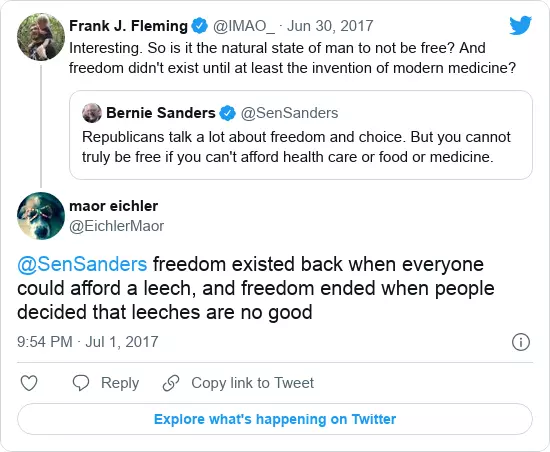 Frank J. Fleming @IMAO_ · Jun 30, 2017
Interesting. So is it the natural state of man to not be free? And
freedom didn't exist until at least the invention of modern medicine?
Bernie Sanders @SenSanders
Republicans talk a lot about freedom and choice. But you cannot
truly be free if you can't afford health care or food or medicine.
maor eichler
@EichlerMaor
@SenSanders freedom existed back when everyone
could afford a leech, and freedom ended when people
decided that leeches are no good
9:54 PM · Jul 1, 2017
Reply Copy link to Tweet
Explore what's happening on Twitter